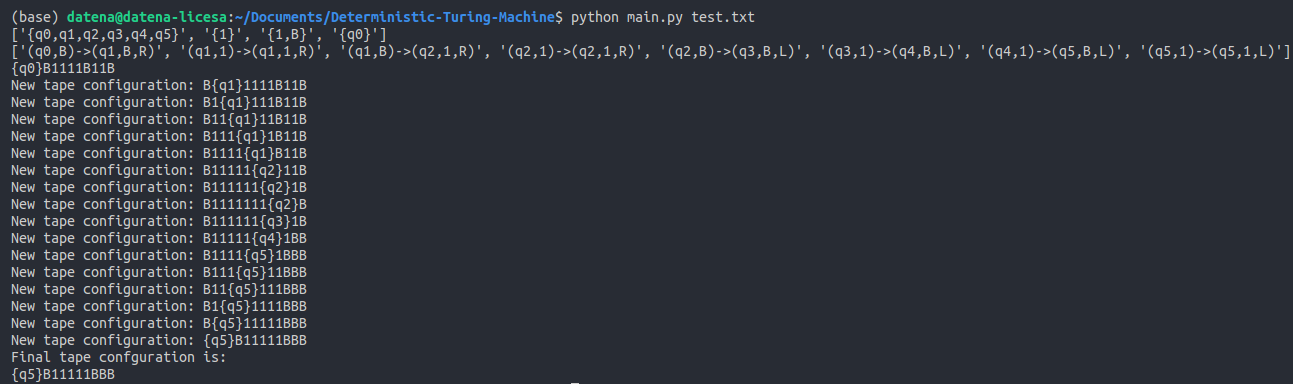 (base) datena@datena-licesa:~/Documents/Deterministic-Turing-Machine$ python main.py test.txt
['{q0,q1,q2,q3,q4,q5}', '{1}', '{1,B}', '{q0}']
['(q0,B)->(q1,B,R)', '(q1,1)->(q1,1,R)', '(q1,B)->(q2,1,R)', '(q2,1)->(q2,1,R)', '(q2,B)->(q3,B,L)', '(q3,1)->(q4,B,L)', '(q4,1)->(q5,B,L)', '(q5,1)->(q5,1,L)']
{q0}B1111B11B
New tape configuration: B{q1}1111B11B
New tape configuration: B1{q1}111B11B
New tape configuration: B11{q1}11B11B
New tape configuration: B111{q1}1B11B
New tape configuration: B1111{q1}B11B
New tape configuration: B11111{q2}11B
New tape configuration: B111111{q2}1B
New tape configuration: B1111111{q2}B
New tape configuration: B111111{q3}1B
New tape configuration: B11111{q4}1BB
New tape configuration: B1111{q5}1BBB
New tape configuration: B111{q5}11BBB
New tape configuration: B11{q5}111BBB
New tape configuration: B1{q5}1111BBB
New tape configuration: B{q5}11111BBB
New tape configuration: {q5}B11111BBB
Final tape confguration is:
{q5}B11111BBB